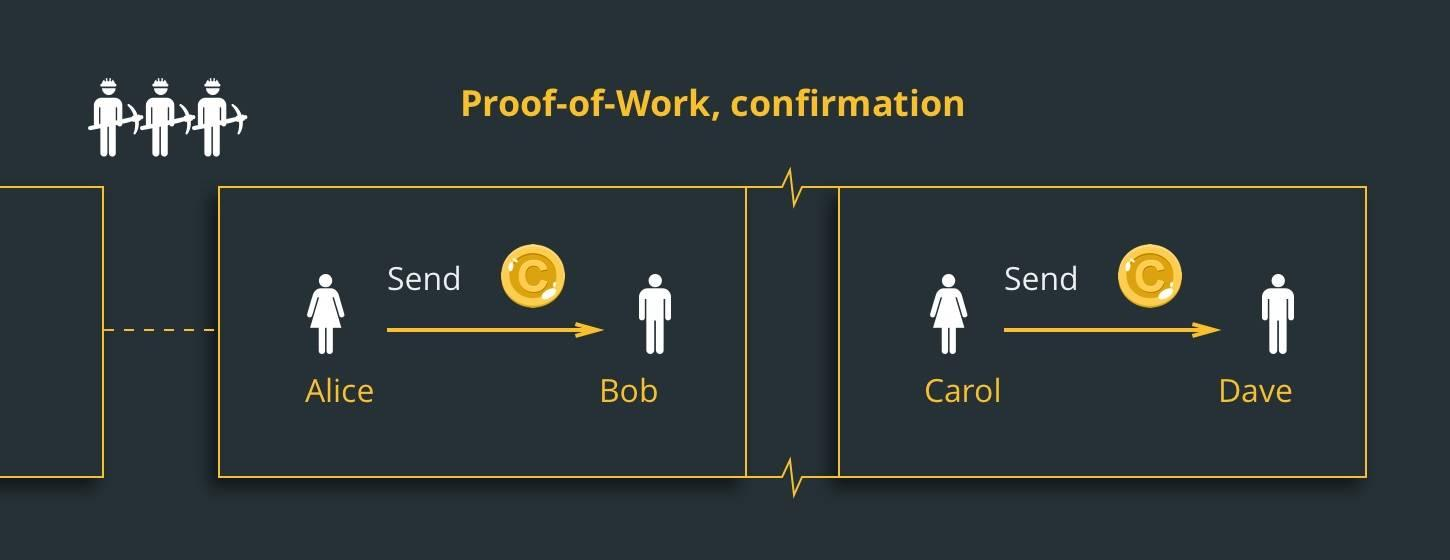 Proof-of-Work, confirmation
Send C
Alice Bob
Send C
Carol Dave